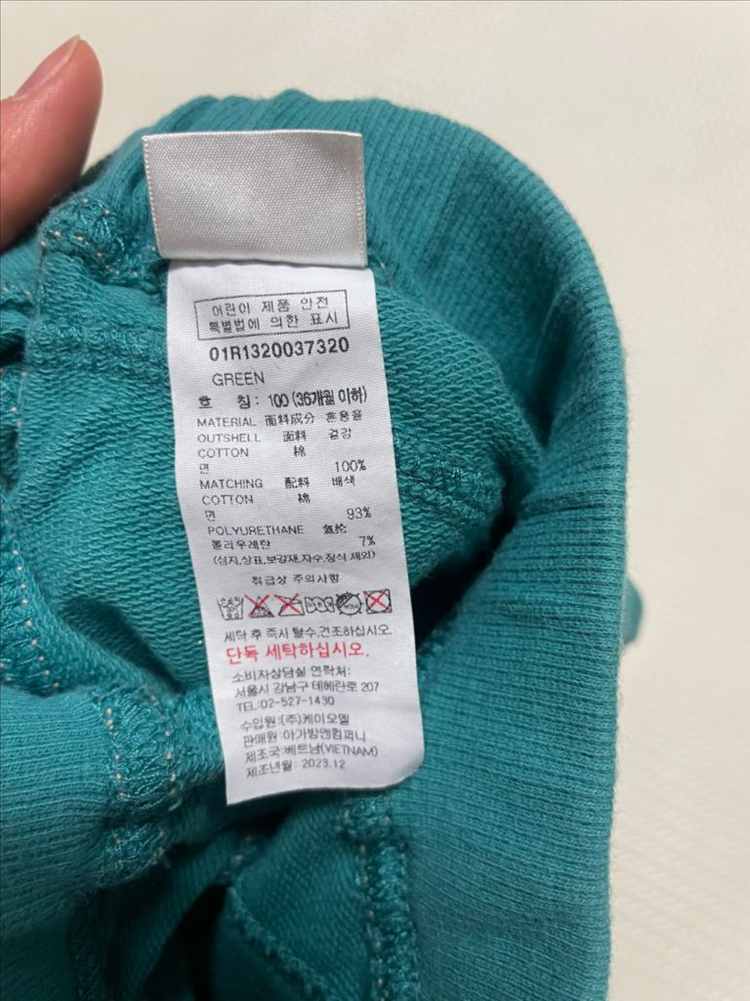 어린이 제품 안전
특별법에 의한 표시
01R1320037320
GREEN
호 칭: 100 (36개월 이하)
MATERIAL 面料成分 혼용율
OUTSHELL 面料 겉감
COTTON 棉
면 100%
MATCHING 配料 배색
COTTON 棉
면 93%
POLYURETHANE 氨纶
폴리우레탄 7%
(심지,상표,보강재,자수,장식 제외)
취급상 주의사항
세탁 후 즉시 탈수,건조하십시오.
단독 세탁하십시오.
소비자상담실 연락처:
서울시 강남구 테헤란로 207
TEL:02-527-1430
수입원:(주)케이오엘
판매원:아가방앤컴퍼니
제조국:베트남(VIETNAM)
제조년월: 2023.12